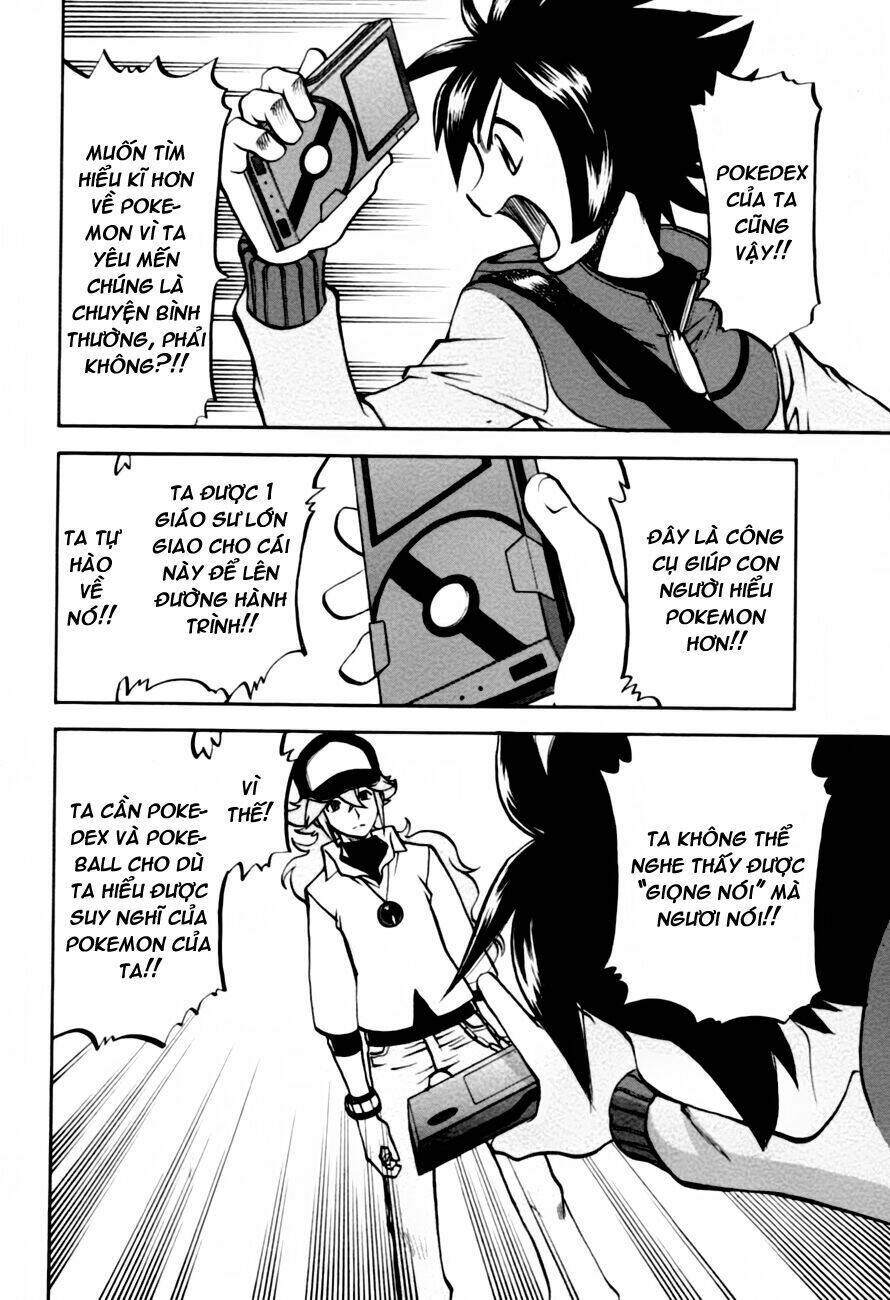 POKEDEX
CỦA TA
CŨNG
VẬY!!
MUỐN TÌM
HIỂU KĨ HƠN
VỀ POKE-
MON VÌ TA
YÊU MẾN
CHÚNG LÀ
CHUYỆN BÌNH
THƯỜNG, PHẢI
KHÔNG?!!
ĐÂY LÀ CÔNG
CỤ GIÚP CON
NGƯỜI HIỂU
POKEMON
HƠN!!
TA ĐƯỢC 1
GIÁO SƯ LỚN
GIAO CHO CÁI
NÀY ĐỂ LÊN
ĐƯỜNG HÀNH
TRÌNH!!
TA TỰ
HÀO
VỀ
NÓ!!
TA KHÔNG THỂ
NGHE THẤY ĐƯỢC
"GIỌNG NÓI" MÀ
NGƯƠI NÓI!!
VÌ
THẾ!
TA CẦN POKE-
DEX VÀ POKE-
BALL CHO DÙ
TA HIỂU ĐƯỢC
SUY NGHĨ CỦA
POKEMON CỦA
TA!!